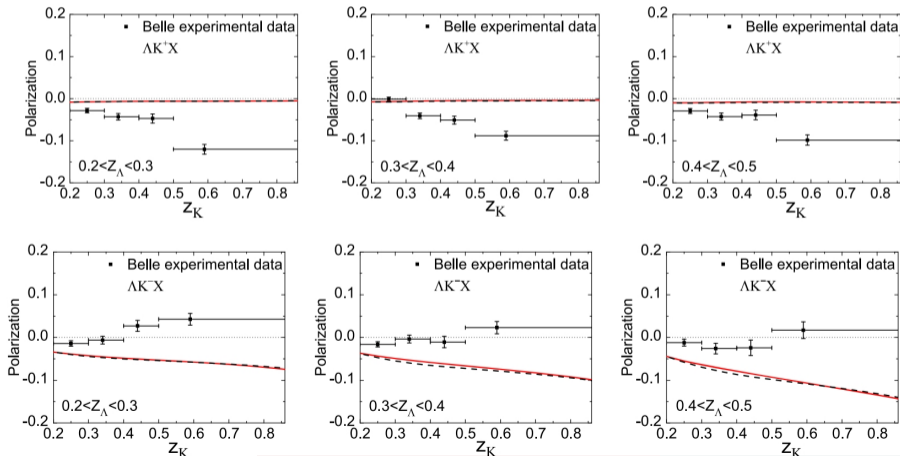 0.2
0.1
0.0
-0.1
-0.2
Polarization
Belle experimental data
ΛK⁺X
0.2<Z_Λ<0.3
0.2 0.3 0.4 0.5 0.6 0.7 0.8
z_K
0.2
0.1
0.0
-0.1
-0.2
Polarization
Belle experimental data
ΛK⁺X
0.3<Z_Λ<0.4
0.2 0.3 0.4 0.5 0.6 0.7 0.8
z_K
0.2
0.1
0.0
-0.1
-0.2
Polarization
Belle experimental data
ΛK⁺X
0.4<Z_Λ<0.5
0.2 0.3 0.4 0.5 0.6 0.7 0.8
z_K
0.2
0.1
0.0
-0.1
-0.2
Polarization
Belle experimental data
ΛK⁻X
0.2<Z_Λ<0.3
0.2 0.3 0.4 0.5 0.6 0.7 0.8
z_K
0.2
0.1
0.0
-0.1
-0.2
Polarization
Belle experimental data
ΛK⁻X
0.3<Z_Λ<0.4
0.2 0.3 0.4 0.5 0.6 0.7 0.8
z_K
0.2
0.1
0.0
-0.1
-0.2
Polarization
Belle experimental data
ΛK⁻X
0.4<Z_Λ<0.5
0.2 0.3 0.4 0.5 0.6 0.7 0.8
z_K